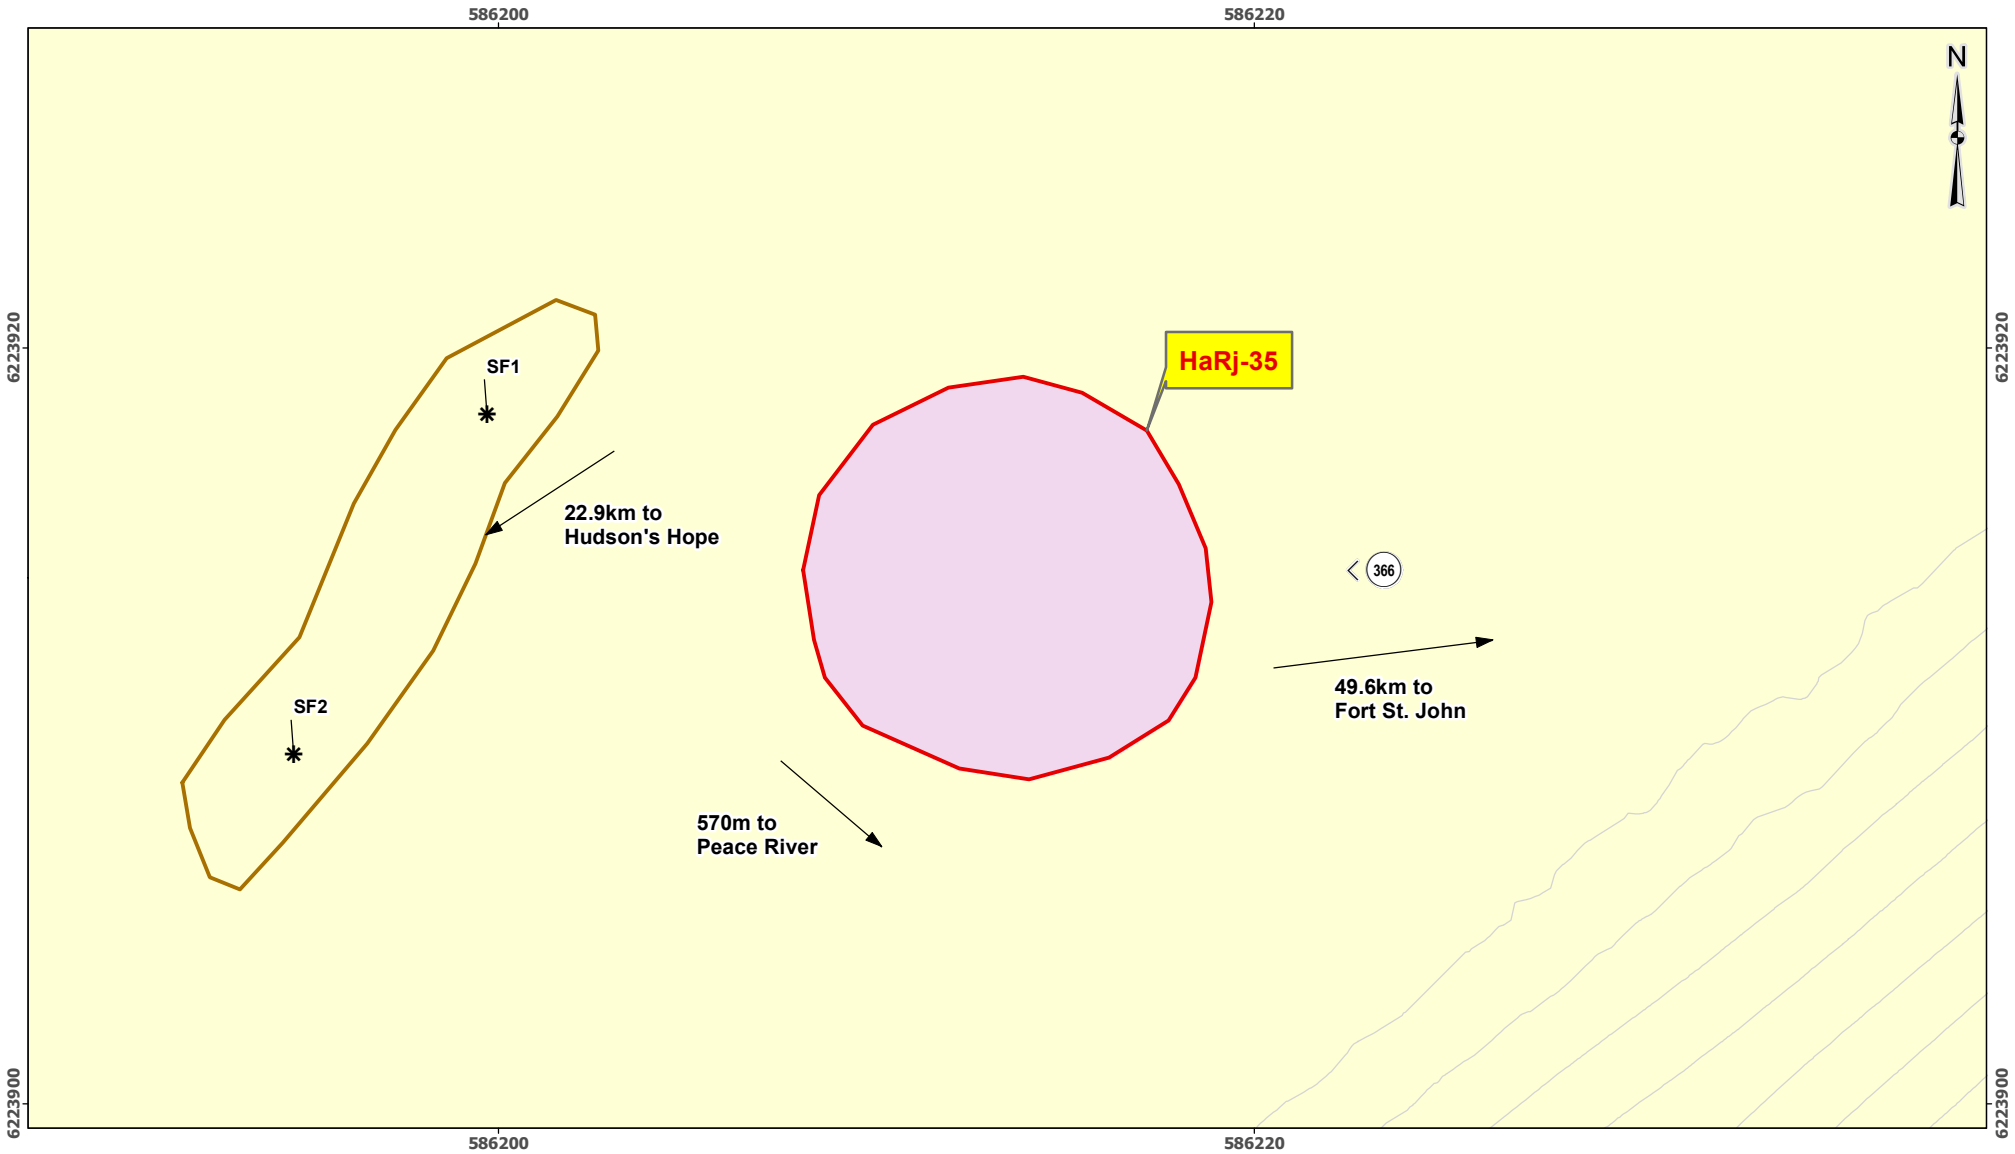 586200
586220
N
6223920
6223920
HaRj-35
SF1
22.9km to
Hudson's Hope
366
49.6km to
Fort St. John
SF2
570m to
Peace River
6223900
6223900
586200
586220